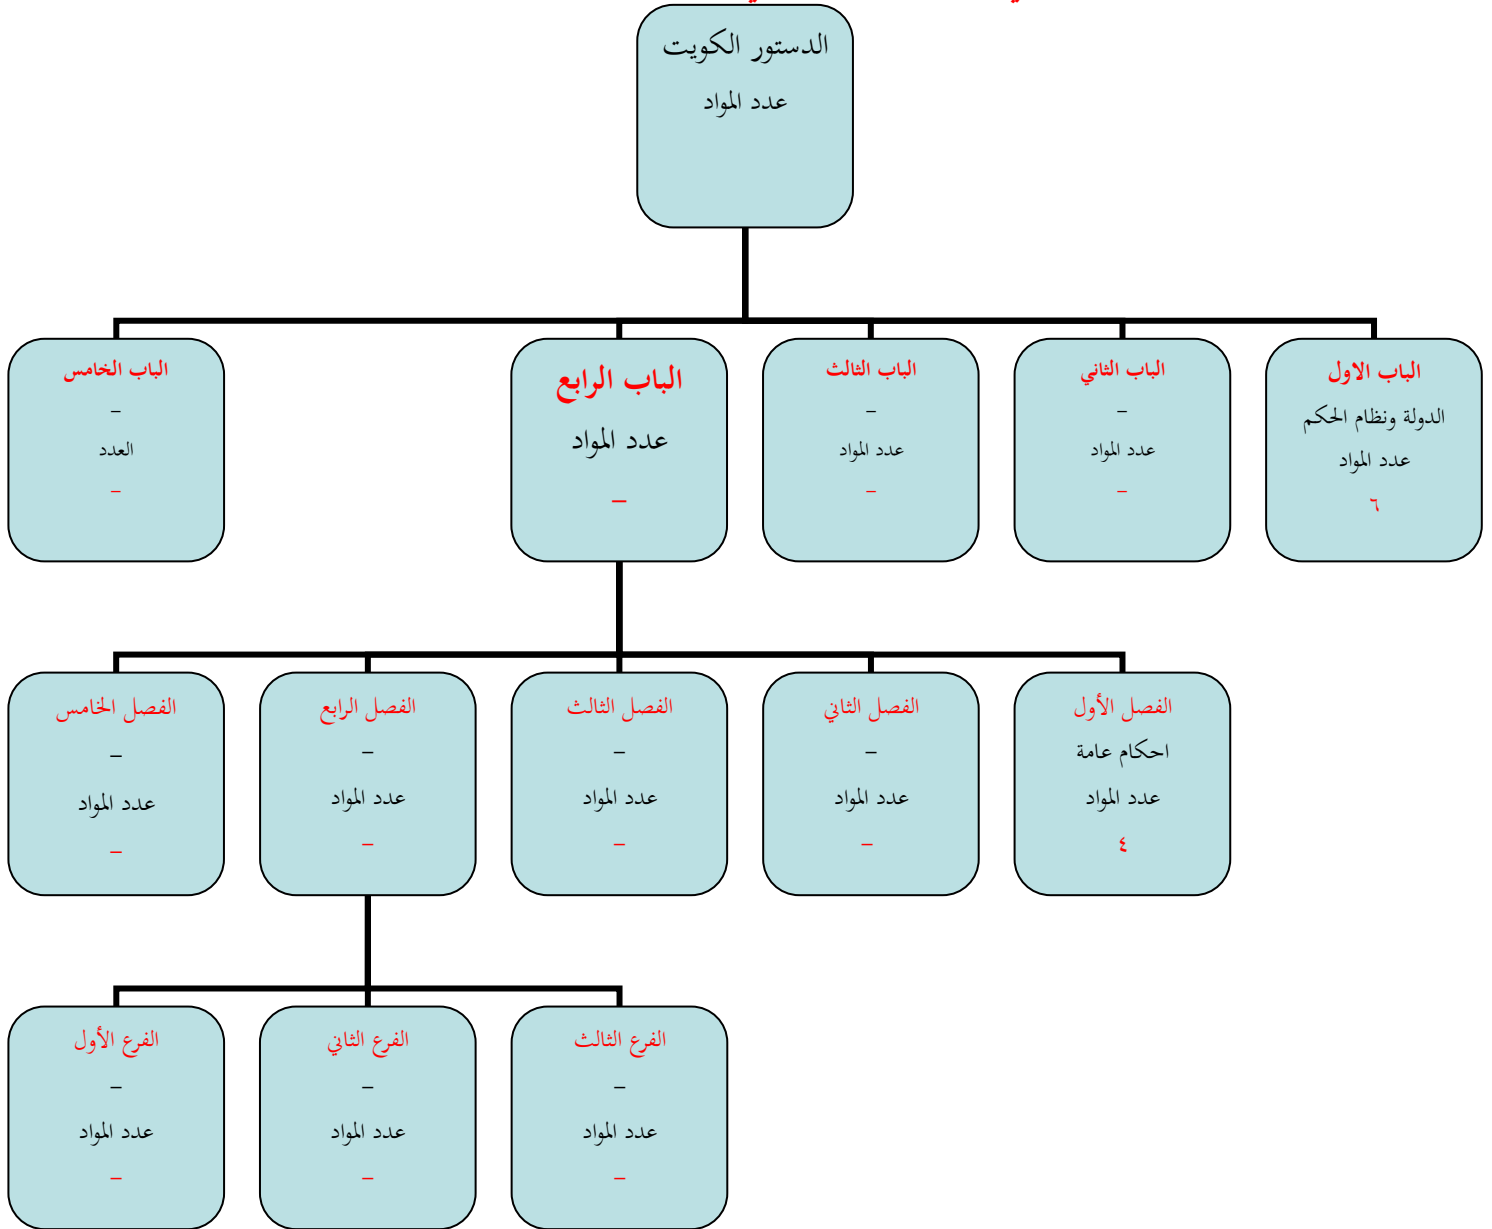 الدستور الكويت
عدد المواد
الباب الاول
الدولة ونظام الحكم
عدد المواد
٦
الباب الثاني
–
عدد المواد
–
الباب الثالث
–
عدد المواد
–
الباب الرابع
عدد المواد
–
الباب الخامس
–
العدد
–
الفصل الأول
احكام عامة
عدد المواد
٤
الفصل الثاني
–
عدد المواد
–
الفصل الثالث
–
عدد المواد
–
الفصل الرابع
–
عدد المواد
–
الفصل الخامس
–
عدد المواد
–
الفرع الثالث
–
عدد المواد
–
الفرع الثاني
–
عدد المواد
–
الفرع الأول
–
عدد المواد
–